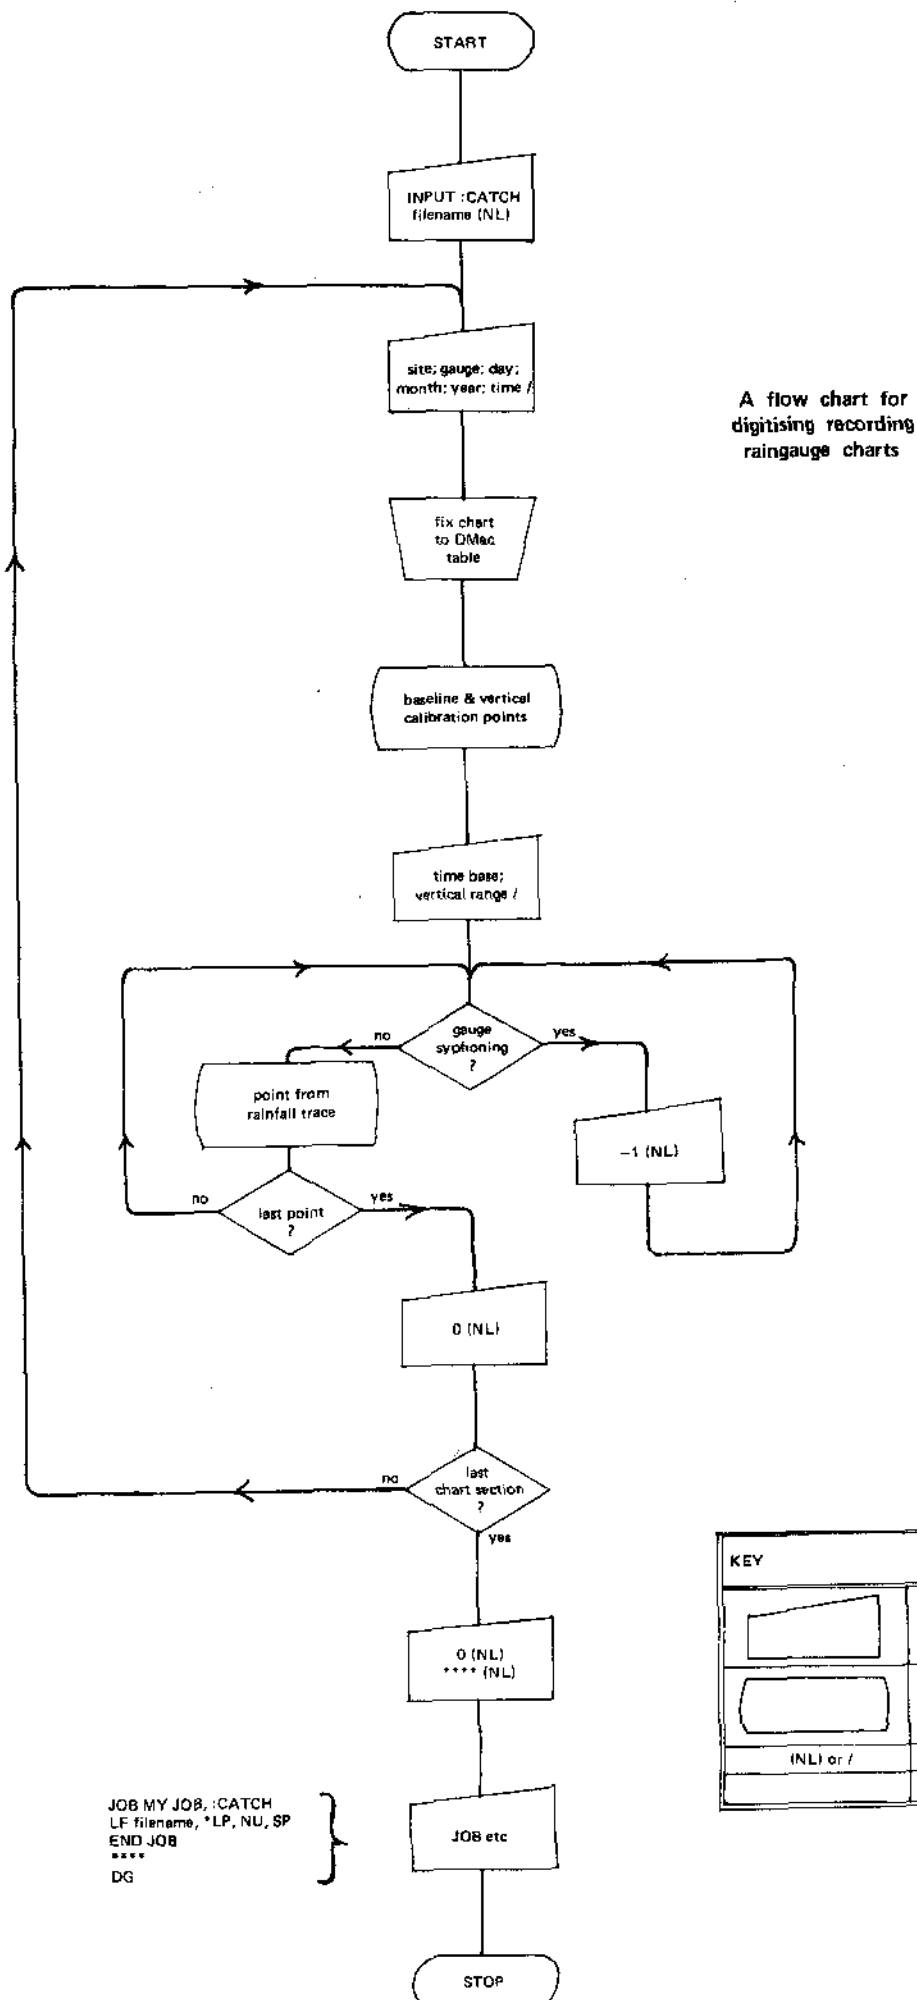 START
INPUT :CATCH
filename (NL)
site; gauge; day;
month; year; time /
A flow chart for
digitising recording
raingauge charts
fix chart
to DMac
table
baseline & vertical
calibration points
time base;
vertical range /
gauge
syphoning
?
no
yes
point from
rainfall trace
-1 (NL)
last point
?
no
yes
0 (NL)
last
chart section
?
no
yes
KEY
0 (NL)
**** (NL)
(NL) or /
JOB MY JOB, :CATCH
LF filename, *LP, NU, SP
END JOB
****
DG
JOB etc
STOP